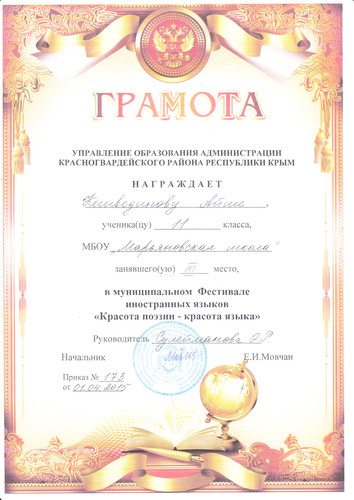 ГРАМОТА
УПРАВЛЕНИЕ ОБРАЗОВАНИЯ АДМИНИСТРАЦИИ
КРАСНОГВАРДЕЙСКОГО РАЙОНА РЕСПУБЛИКИ КРЫМ
НАГРАЖДАЕТ
ученика(цу) 11 класса,
МБОУ „Марьяновская школа"
занявшего(ую) III место,
в муниципальном Фестивале
иностранных языков
«Красота поэзии - красота языка»
Руководитель Сулейманова Э.Р.
Начальник Е.И.Мовчан
Приказ № 173
от 01.04.2015